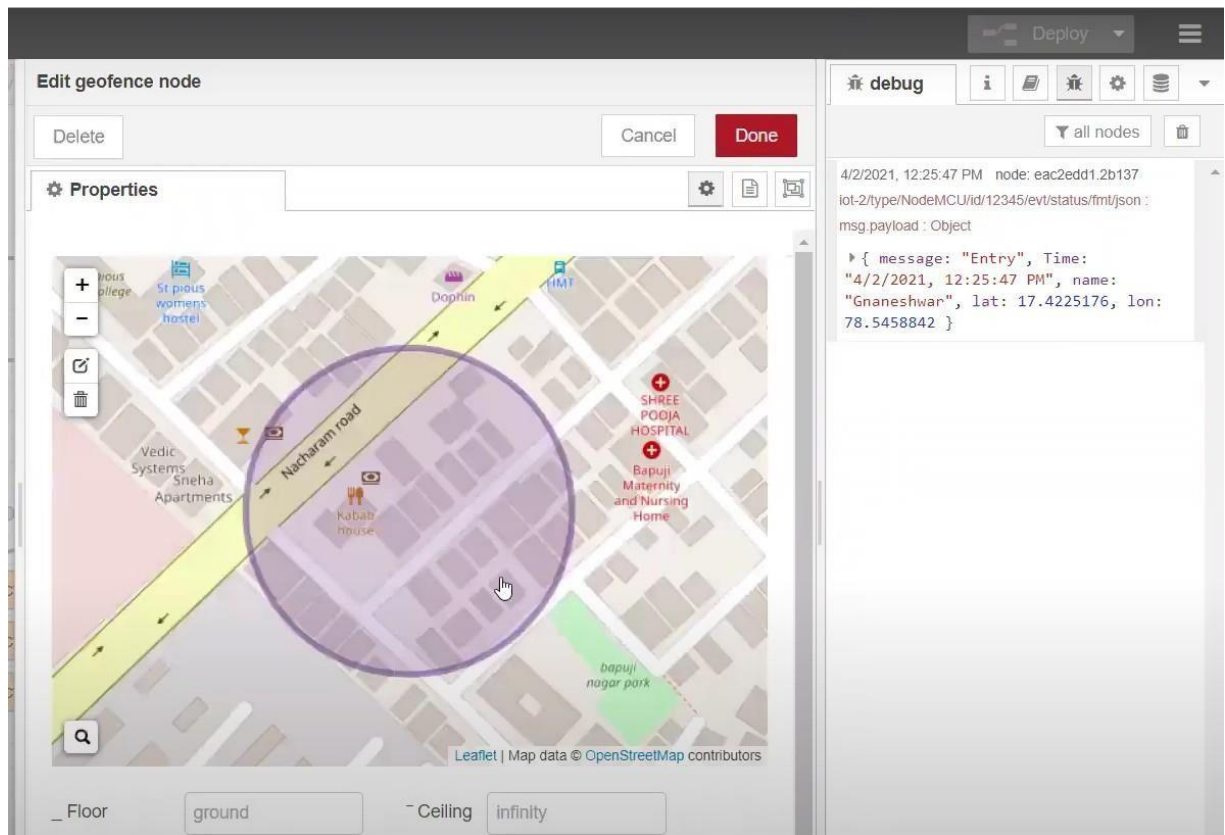 Deploy
Edit geofence node
Delete
Cancel
Done
Properties
+
−
pious
college
St pious
womens
hostel
Dophin
HMT
SHREE
POOJA
HOSPITAL
Bapuji
Maternity
and Nursing
Home
Nacharam road
Vedic
Systems
Sneha
Apartments
Kabab
house
bapuji
nagar park
Leaflet | Map data © OpenStreetMap contributors
_ Floor
ground
¯ Ceiling
infinity
debug
i
all nodes
4/2/2021, 12:25:47 PM node: eac2edd1.2b137
iot-2/type/NodeMCU/id/12345/evt/status/fmt/json :
msg.payload : Object
{ message: "Entry", Time:
"4/2/2021, 12:25:47 PM", name:
"Gnaneshwar", lat: 17.4225176, lon:
78.5458842 }